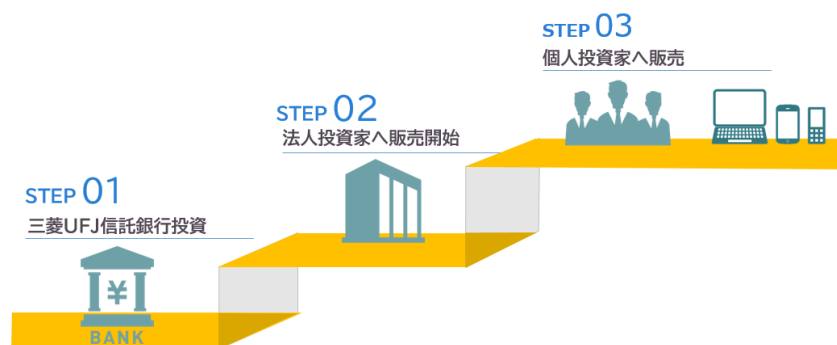 STEP 01
三菱UFJ信託銀行投資
¥
BANK
STEP 02
法人投資家へ販売開始
STEP 03
個人投資家へ販売